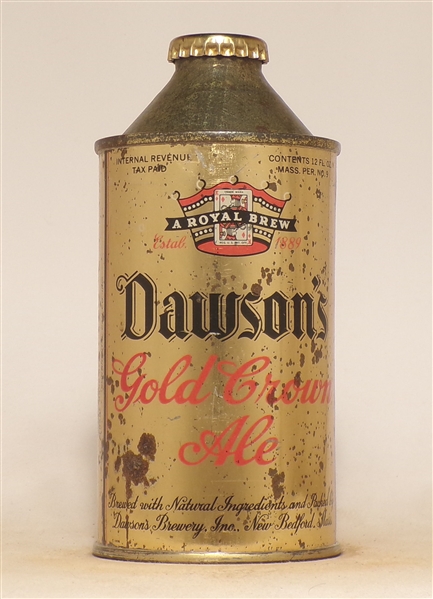 INTERNAL REVENUE
TAX PAID
CONTENTS 12 FL.
MASS. PER. NO. 9
A ROYAL BREW
Estab. 1889
Dawson's
Gold Crown
Ale
Brewed with Natural Ingredients and
Dawson's Brewery, Inc., New Bedford,